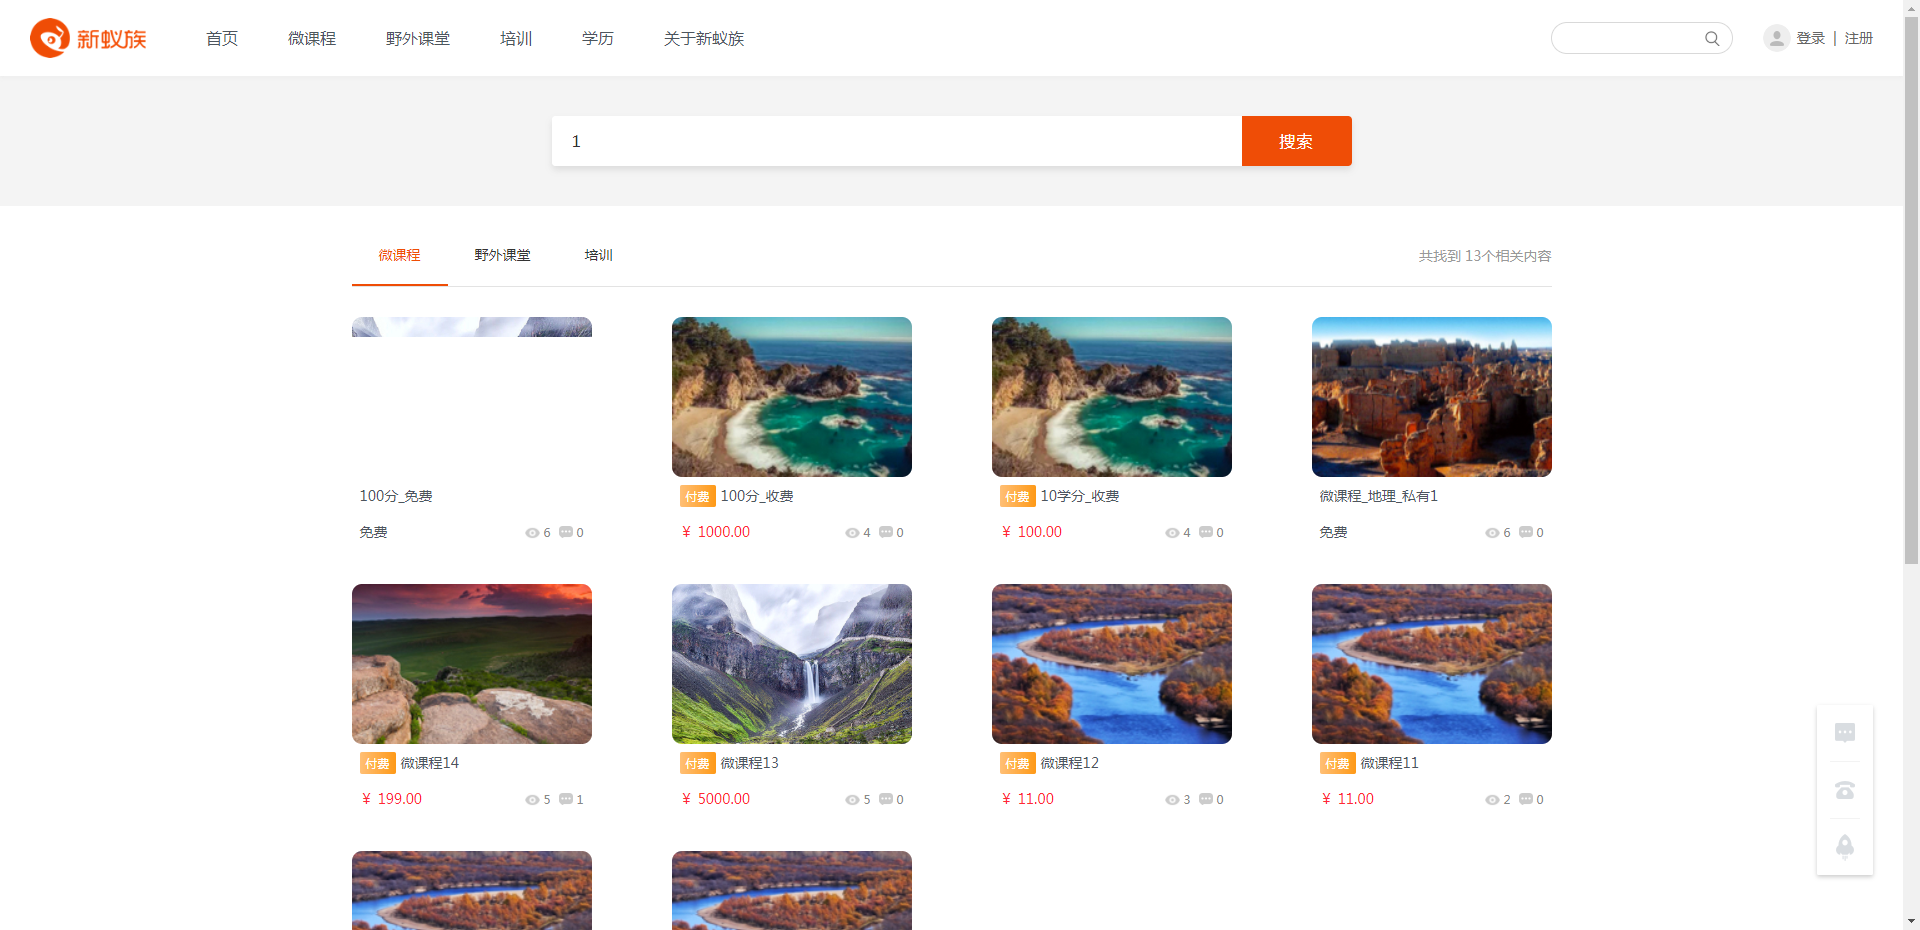 新蚁族 首页 微课程 野外课堂 培训 学历 关于新蚁族 登录 | 注册
1 搜索
微课程 野外课堂 培训 共找到 13个相关内容
100分_免费 付费 100分_收费 付费 10学分_收费 微课程_地理_私有1
免费 6 0 ¥ 1000.00 4 0 ¥ 100.00 4 0 免费 6 0
付费 微课程14 付费 微课程13 付费 微课程12 付费 微课程11
¥ 199.00 5 1 ¥ 5000.00 5 0 ¥ 11.00 3 0 ¥ 11.00 2 0